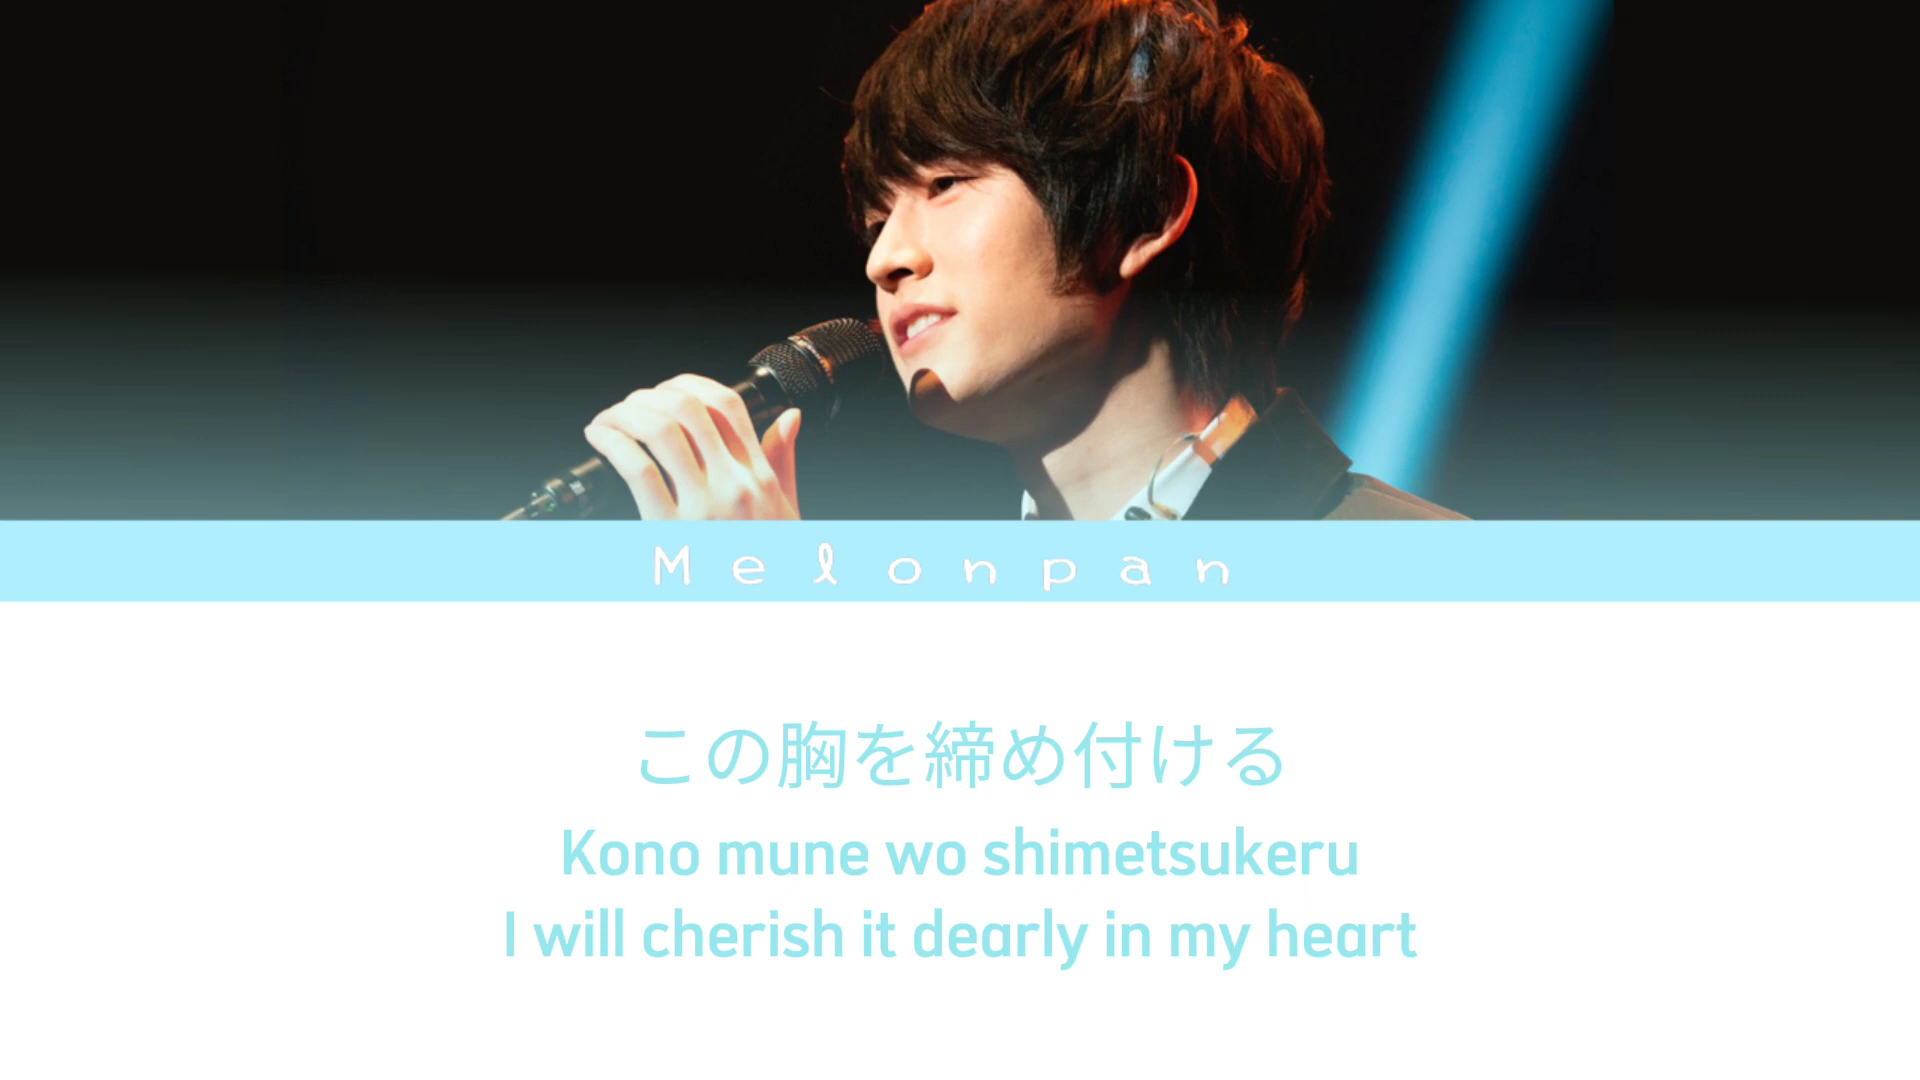 Melonpan
この胸を締め付ける
Kono mune wo shimetsukeru
I will cherish it dearly in my heart